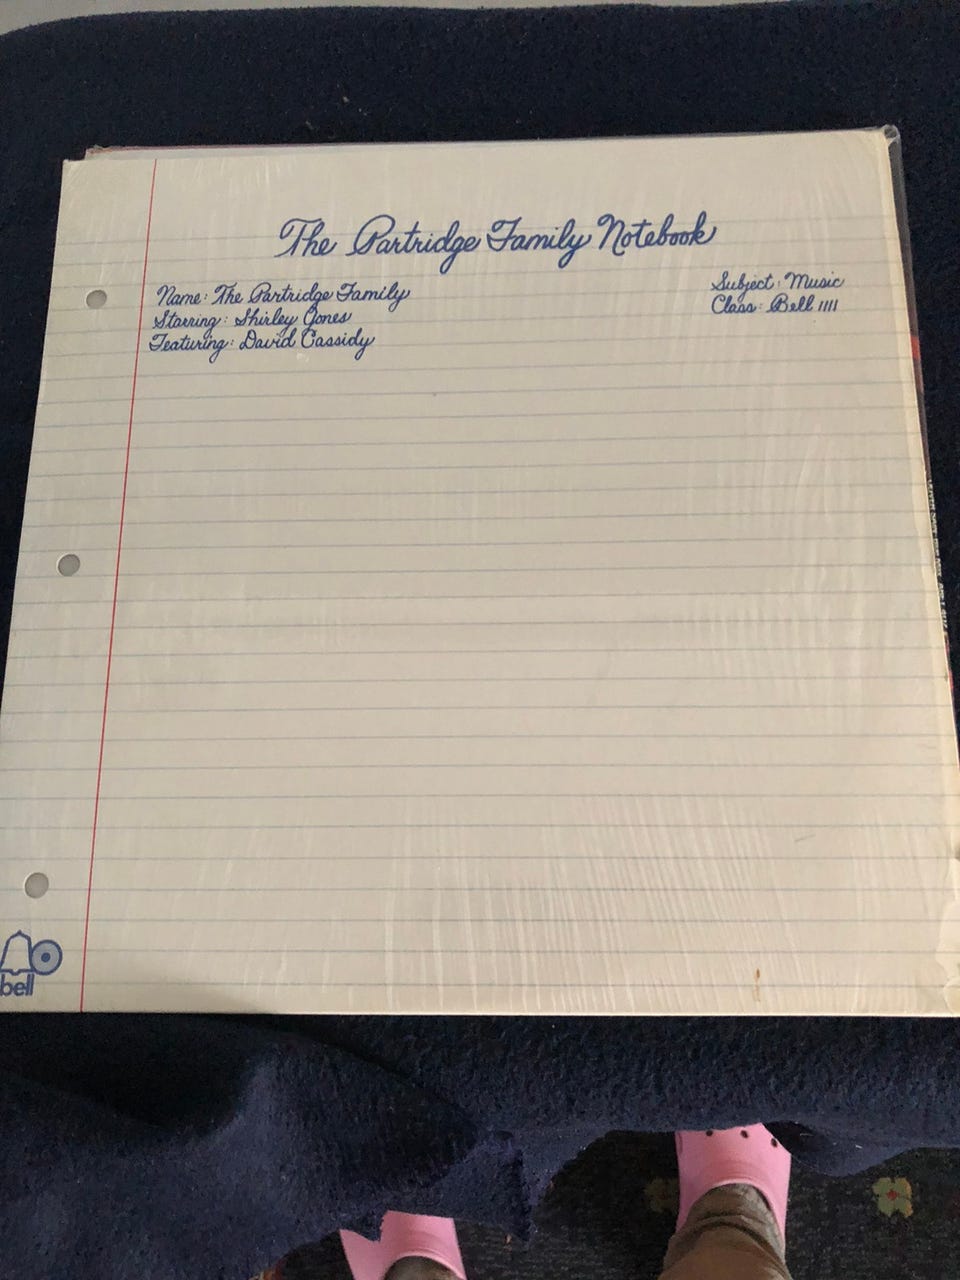 The Partridge Family Notebook
Name: The Partridge Family
Starring: Shirley Jones
Featuring: David Cassidy
Subject: Music
Class: Bell 1111
bell